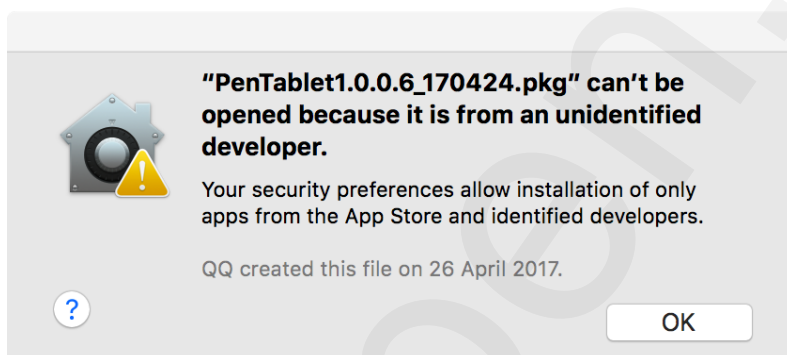 “PenTablet1.0.0.6_170424.pkg” can’t be
opened because it is from an unidentified
developer.
Your security preferences allow installation of only
apps from the App Store and identified developers.
QQ created this file on 26 April 2017.
?
OK